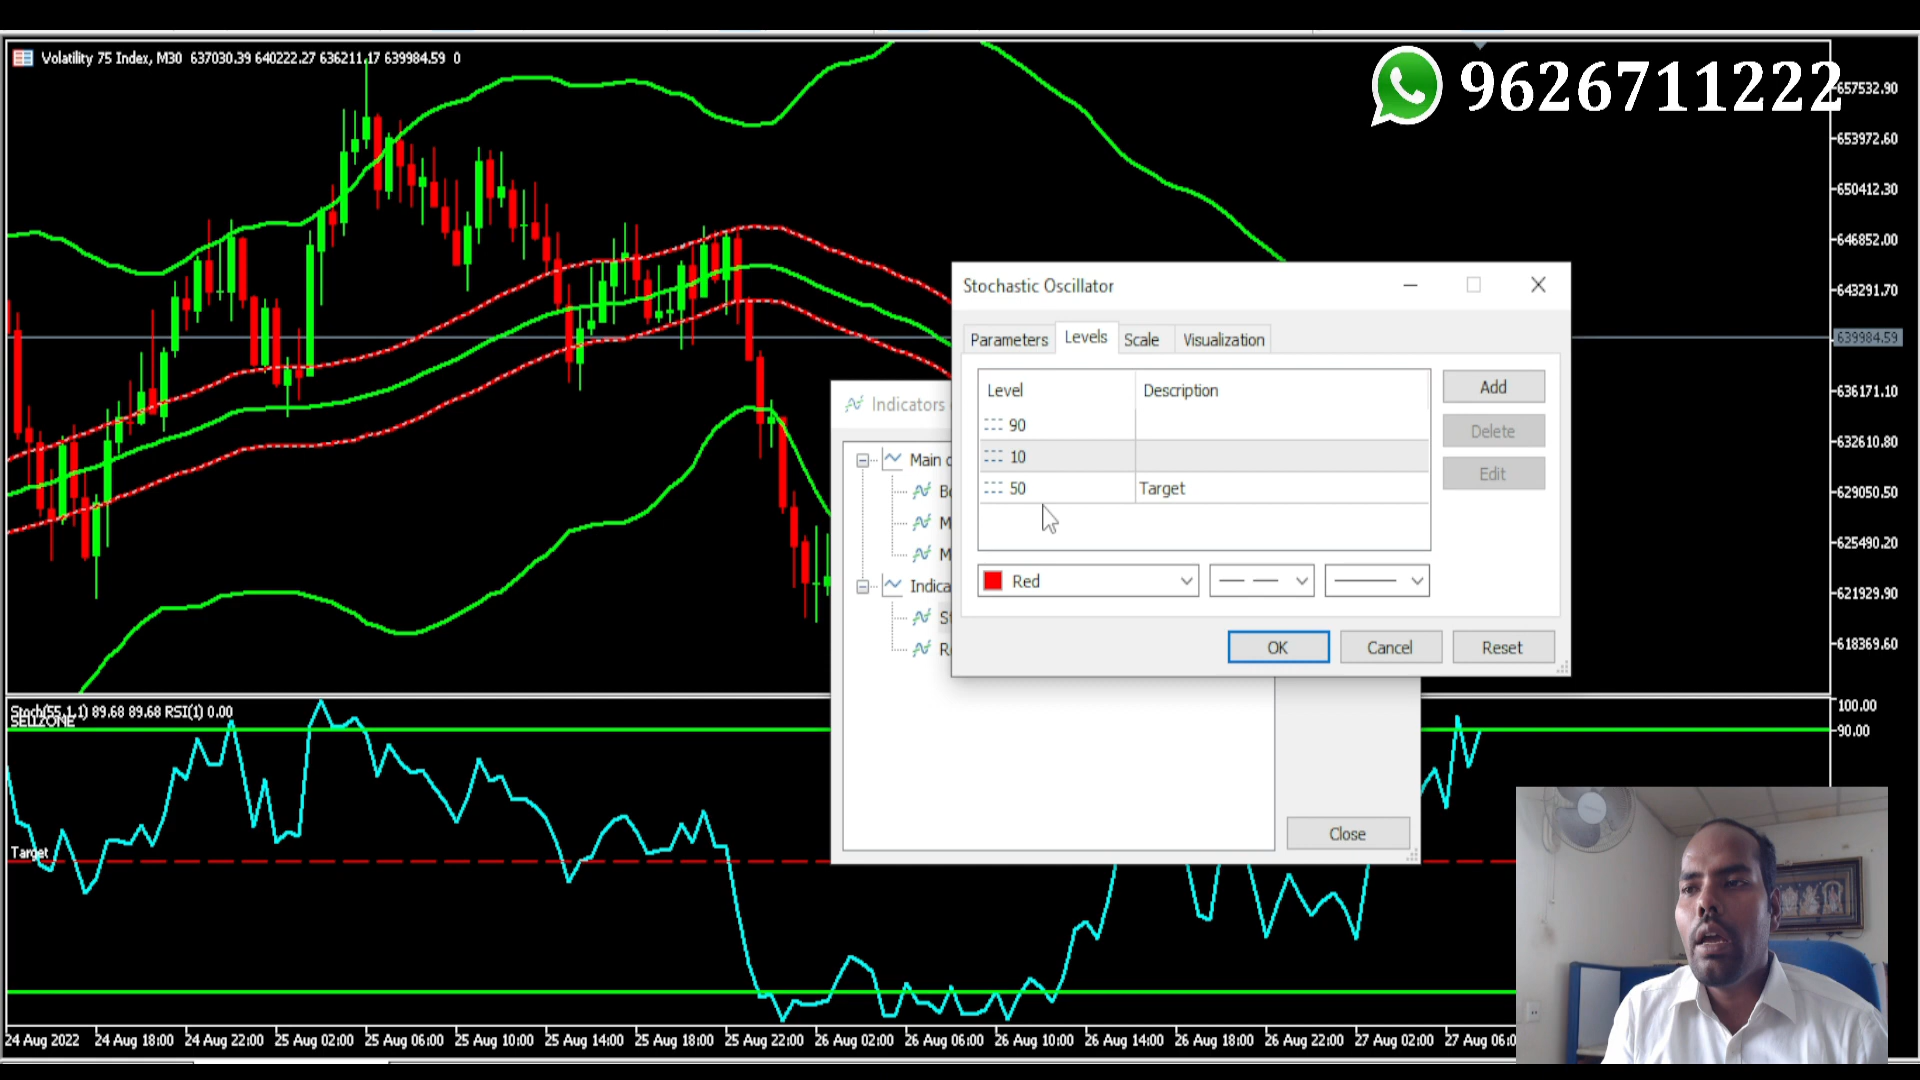 Volatility 75 Index, M30 637030.39 640222.27 636211.17 639984.59 0
9626711222
657532.90
653972.60
650412.30
646852.00
643291.70
639984.59
636171.10
632610.80
629050.50
625490.20
621929.90
618369.60
Stochastic Oscillator
Parameters Levels Scale Visualization
Level Description
90
10
50 Target
Add
Delete
Edit
Red
OK Cancel Reset
Indicators
Main
Close
Stoch(55,1,1) 89.68 89.68 RSI(1) 0.00
SELLZONE
Target
100.00
90.00
24 Aug 2022 24 Aug 18:00 24 Aug 22:00 25 Aug 02:00 25 Aug 06:00 25 Aug 10:00 25 Aug 14:00 25 Aug 18:00 25 Aug 22:00 26 Aug 02:00 26 Aug 06:00 26 Aug 10:00 26 Aug 14:00 26 Aug 18:00 26 Aug 22:00 27 Aug 02:00 27 Aug 06:0